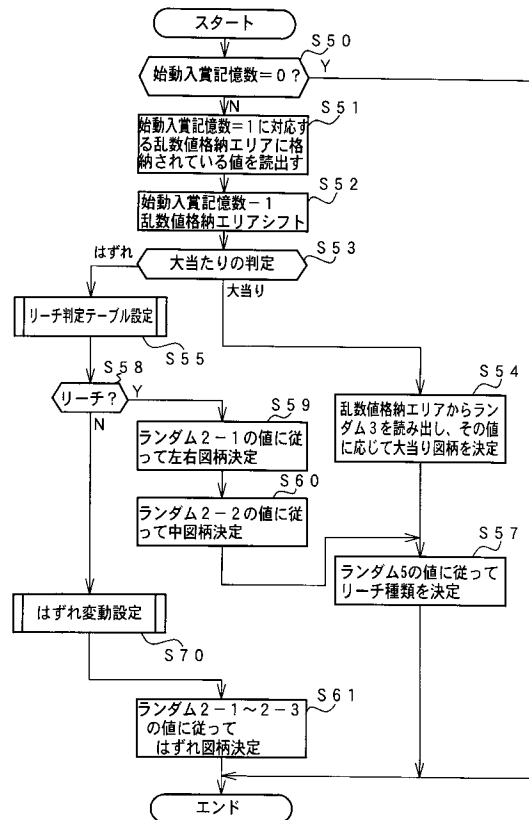 スタート
S50
始動入賞記憶数=0?
Y
N
S51
始動入賞記憶数=1に対応す
る乱数値格納エリアに格
納されている値を読出す
S52
始動入賞記憶数-1
乱数値格納エリアシフト
S53
大当たりの判定
はずれ
大当り
リーチ判定テーブル設定
S55
S58
リーチ?
Y
N
S59
ランダム2-1の値に従
って左右図柄決定
S60
ランダム2-2の値に従
って中図柄決定
S54
乱数値格納エリアからラン
ダム3を読み出し、その値
に応じて大当り図柄を決定
S57
ランダム5の値に従って
リーチ種類を決定
はずれ変動設定
S70
S61
ランダム2-1~2-3
の値に従って
はずれ図柄決定
エンド